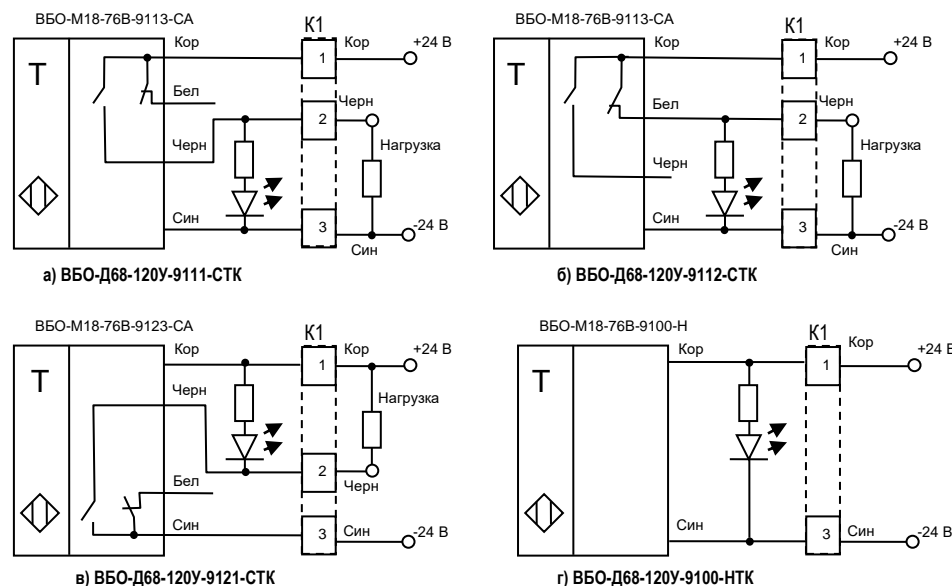 ВБО-М18-76В-9113-СА
Кор
К1
1
Кор
+24 В
Т
Бел
Черн
2
Черн
Нагрузка
Син
3
-24 В
Син
а) ВБО-Д68-120У-9111-СТК
ВБО-М18-76В-9113-СА
Кор
К1
1
Кор
+24 В
Т
Бел
Черн
2
Нагрузка
Черн
Син
3
-24 В
Син
б) ВБО-Д68-120У-9112-СТК
ВБО-М18-76В-9123-СА
Кор
К1
1
Кор
+24 В
Т
Черн
Нагрузка
2
Бел
Черн
Син
3
Син
-24 В
в) ВБО-Д68-120У-9121-СТК
ВБО-М18-76В-9100-Н
Кор
К1
1
Кор
+24 В
Т
Син
3
Син
-24 В
г) ВБО-Д68-120У-9100-НТК